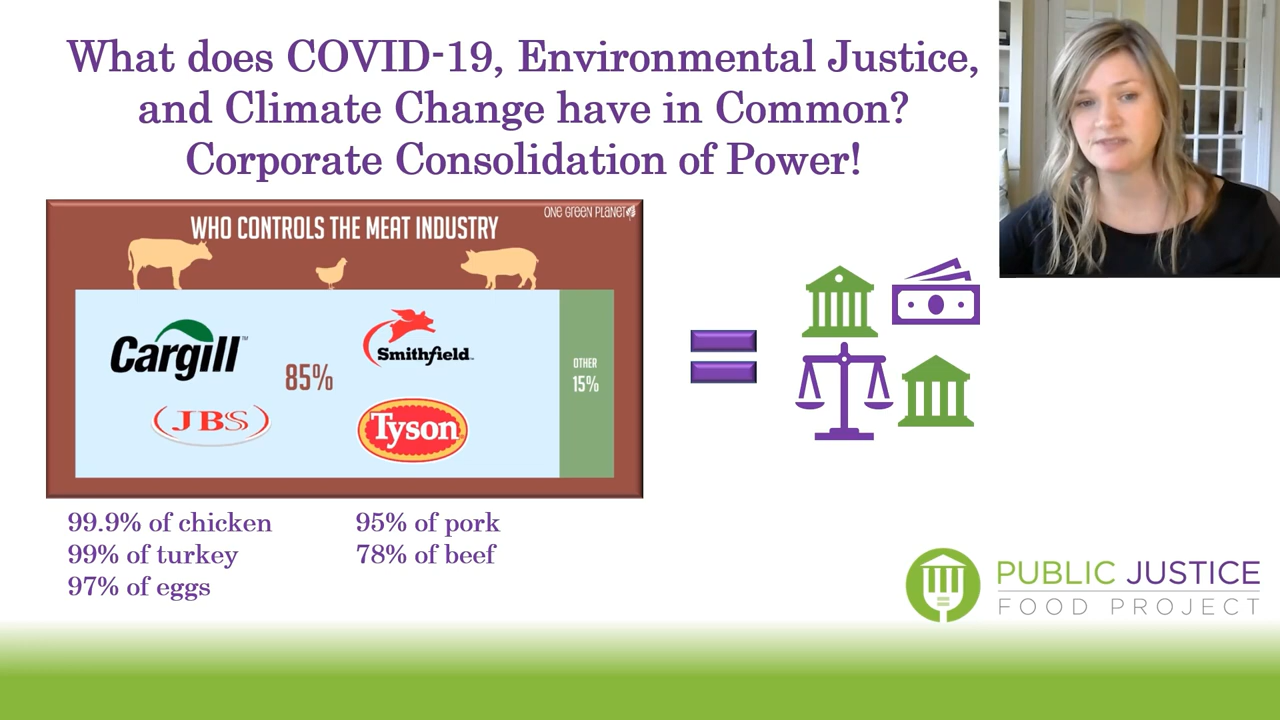 What does COVID-19, Environmental Justice,
and Climate Change have in Common?
Corporate Consolidation of Power!
ONE GREEN PLANET
WHO CONTROLS THE MEAT INDUSTRY
Cargill™
Smithfield
85%
JBS
Tyson
OTHER
15%
99.9% of chicken
99% of turkey
97% of eggs
95% of pork
78% of beef
PUBLIC JUSTICE
FOOD PROJECT